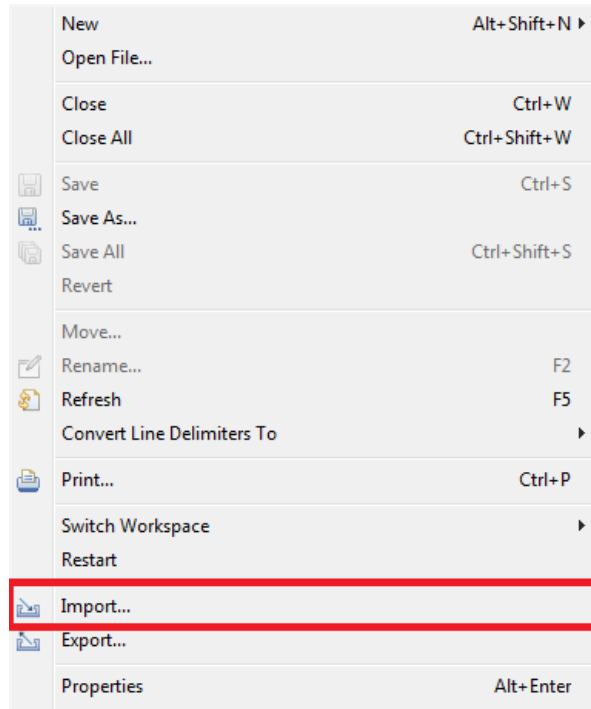 New Alt+Shift+N
Open File...
Close Ctrl+W
Close All Ctrl+Shift+W
Save Ctrl+S
Save As...
Save All Ctrl+Shift+S
Revert
Move...
Rename... F2
Refresh F5
Convert Line Delimiters To
Print... Ctrl+P
Switch Workspace
Restart
Import...
Export...
Properties Alt+Enter